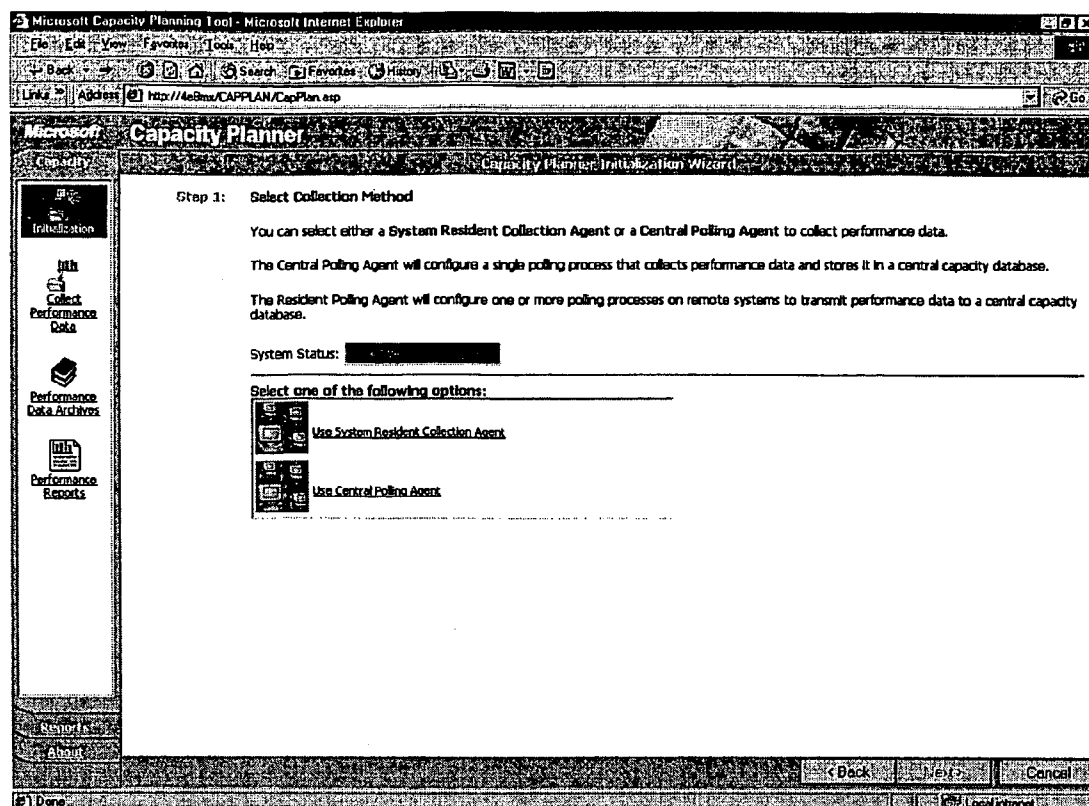 Microsoft Capacity Planning Tool - Microsoft Internet Explorer
File Edit View Favorites Tools Help
Back Search Favorites History
Links » Address http://4e8mx/CAPPLAN/CapPlan.asp Go
Microsoft Capacity Planner
Capacity
Capacity Planner Initialization Wizard
Initialization
Collect
Performance
Data
Performance
Data Archives
Performance
Reports
Reports
About
Step 1: Select Collection Method
You can select either a System Resident Collection Agent or a Central Polling Agent to collect performance data.
The Central Polling Agent will configure a single polling process that collects performance data and stores it in a central capacity database.
The Resident Polling Agent will configure one or more polling processes on remote systems to transmit performance data to a central capacity
database.
System Status:
Select one of the following options:
Use System Resident Collection Agent
Use Central Polling Agent
< Back Next > Cancel
Done Local intranet